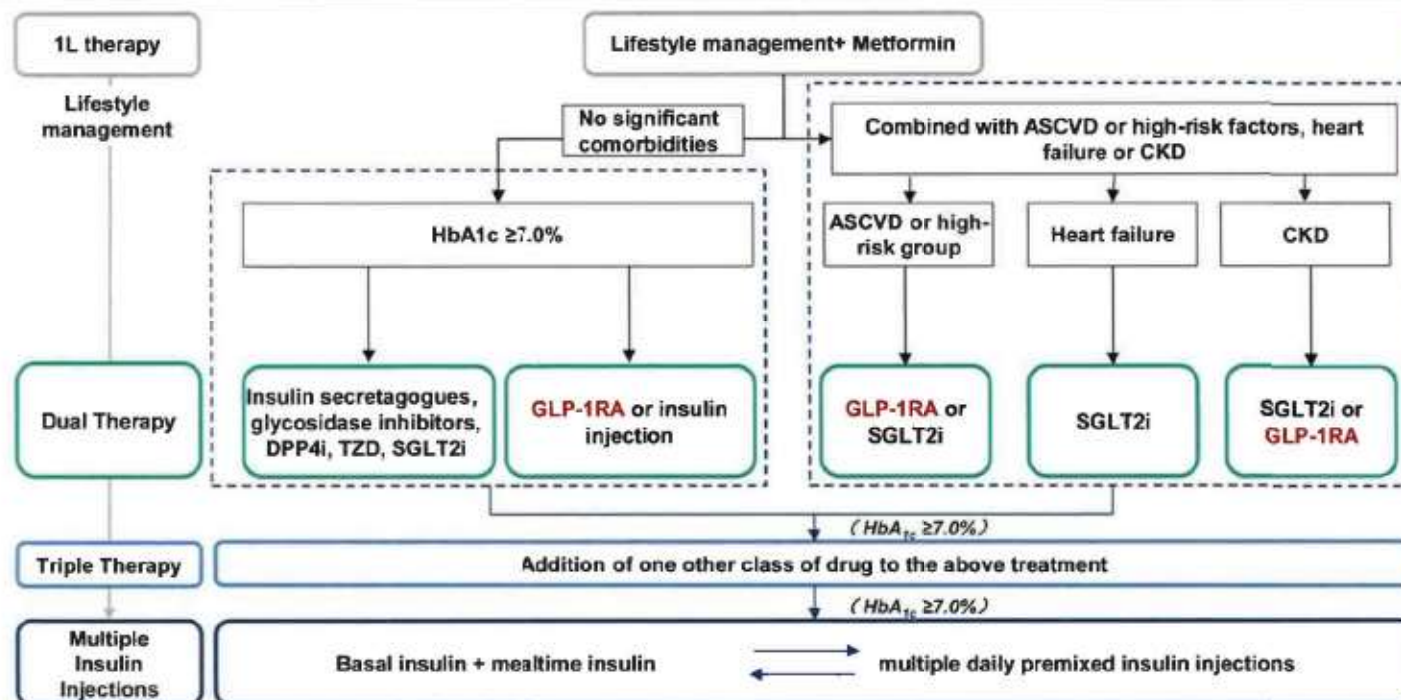 1L therapy
Lifestyle management+ Metformin
Lifestyle
management
No significant
comorbidities
Combined with ASCVD or high-risk factors, heart
failure or CKD
HbA1c ≥7.0%
ASCVD or high-
risk group
Heart failure
CKD
Dual Therapy
Insulin secretagogues,
glycosidase inhibitors,
DPP4i, TZD, SGLT2i
GLP-1RA or insulin
injection
GLP-1RA or
SGLT2i
SGLT2i
SGLT2i or
GLP-1RA
(HbA1c ≥7.0%)
Triple Therapy
Addition of one other class of drug to the above treatment
(HbA1c ≥7.0%)
Multiple
Insulin
Injections
Basal insulin + mealtime insulin
multiple daily premixed insulin injections